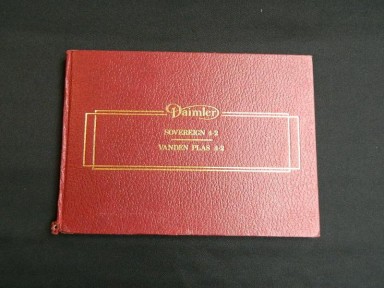 Daimler
SOVEREIGN 4·2
VANDEN PLAS 4·2